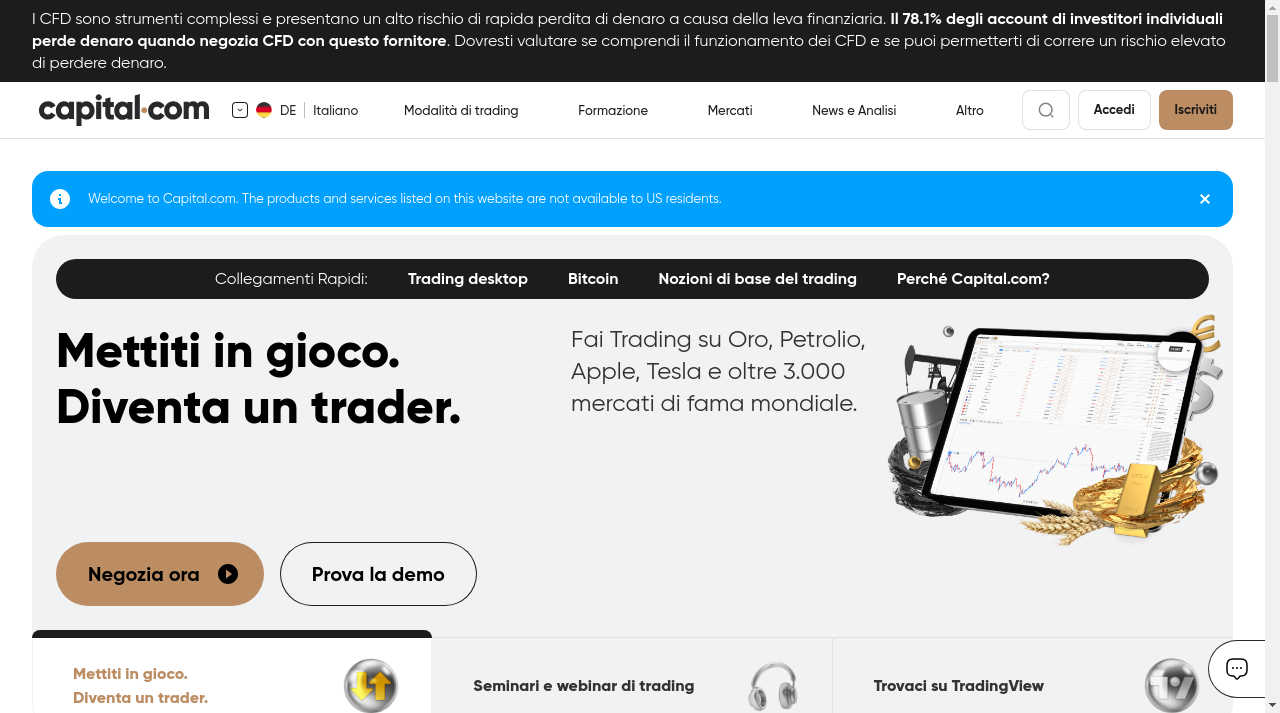 I CFD sono strumenti complessi e presentano un alto rischio di rapida perdita di denaro a causa della leva finanziaria. Il 78.1% degli account di investitori individuali
perde denaro quando negozia CFD con questo fornitore. Dovresti valutare se comprendi il funzionamento dei CFD e se puoi permetterti di correre un rischio elevato
di perdere denaro.
capital.com DE Italiano Modalità di trading Formazione Mercati News e Analisi Altro Accedi Iscriviti
Welcome to Capital.com. The products and services listed on this website are not available to US residents.
Collegamenti Rapidi: Trading desktop Bitcoin Nozioni di base del trading Perché Capital.com?
Mettiti in gioco.
Diventa un trader.
Fai Trading su Oro, Petrolio,
Apple, Tesla e oltre 3.000
mercati di fama mondiale.
Negozia ora
Prova la demo
Mettiti in gioco.
Diventa un trader.
Seminari e webinar di trading
Trovaci su TradingView